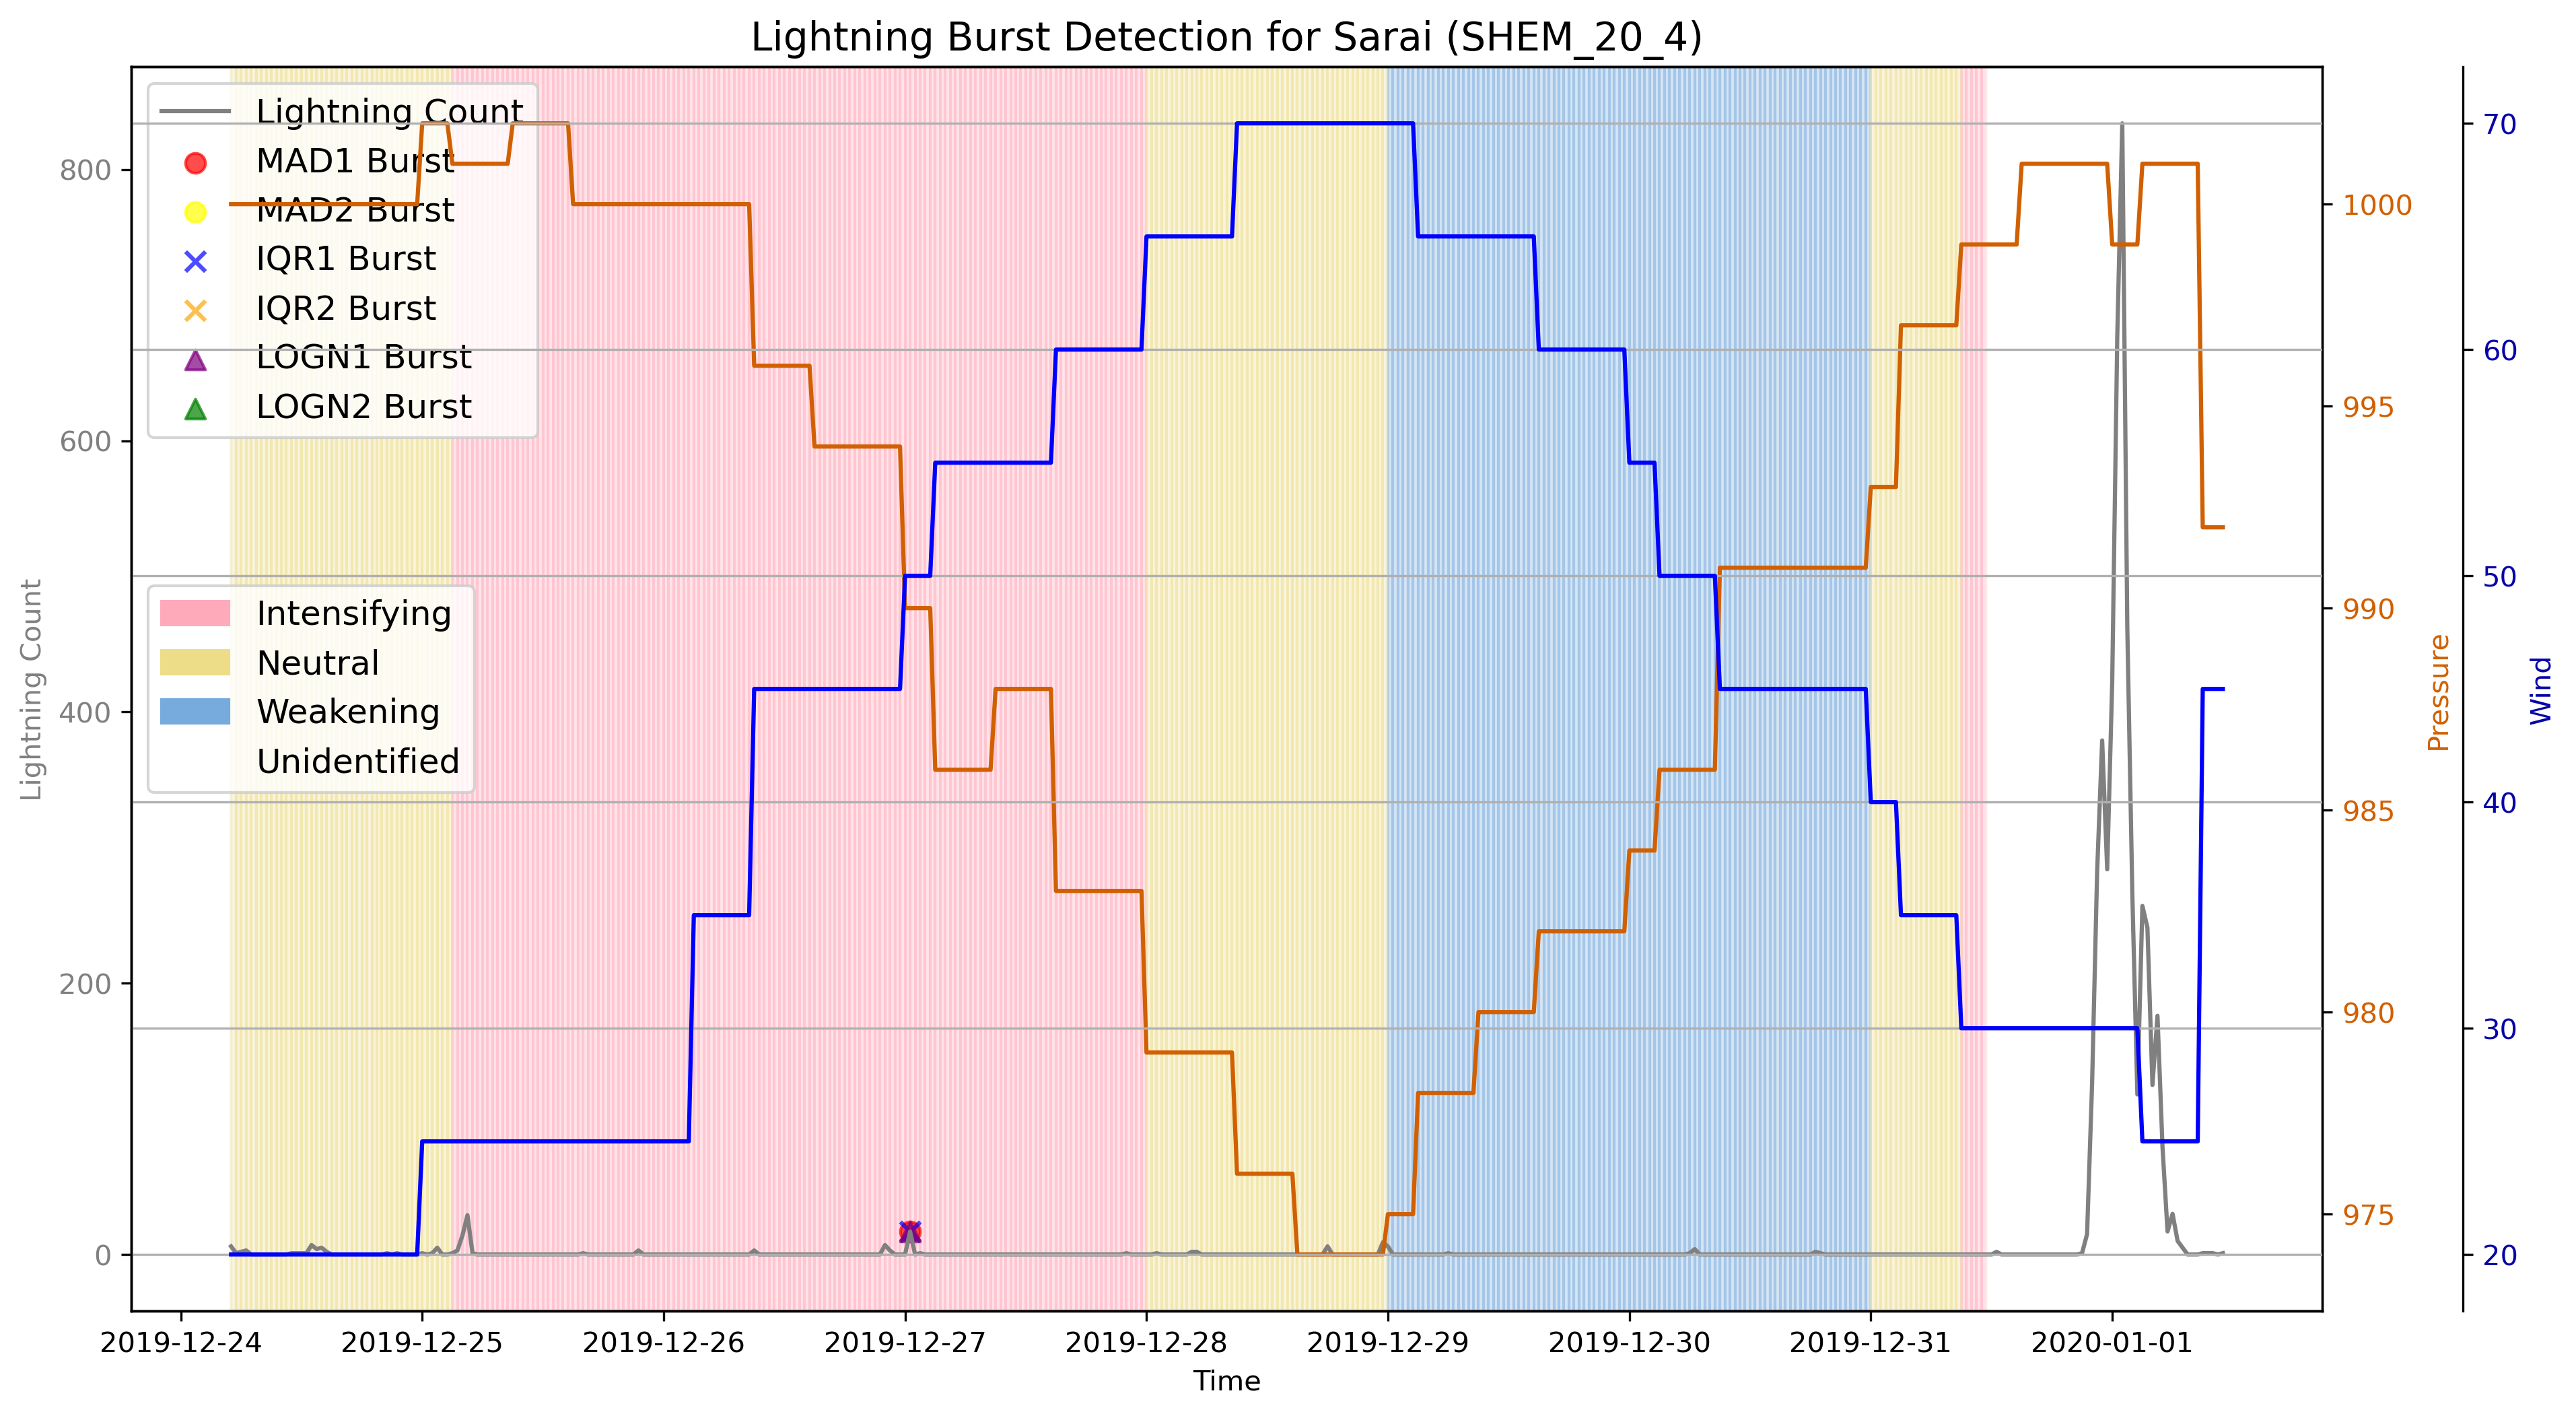 Lightning Burst Detection for Sarai (SHEM_20_4)
Lightning Count
MAD1 Burst
MAD2 Burst
IQR1 Burst
IQR2 Burst
LOGN1 Burst
LOGN2 Burst
Intensifying
Neutral
Weakening
Unidentified
Lightning Count
800
600
400
200
0
1000
995
990
985
980
975
Pressure
70
60
50
40
30
20
Wind
2019-12-24
2019-12-25
2019-12-26
2019-12-27
2019-12-28
2019-12-29
2019-12-30
2019-12-31
2020-01-01
Time